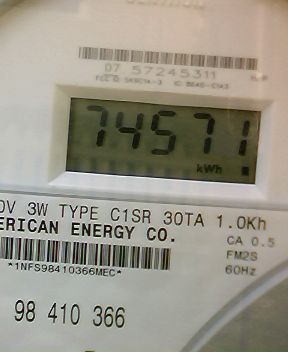 07 57245311
74571
kWh
0V 3W TYPE C1SR 30TA 1.0Kh
ERICAN ENERGY CO.
CA 0.5
*1NFS98410366MEC*
FM2S
60Hz
98 410 366